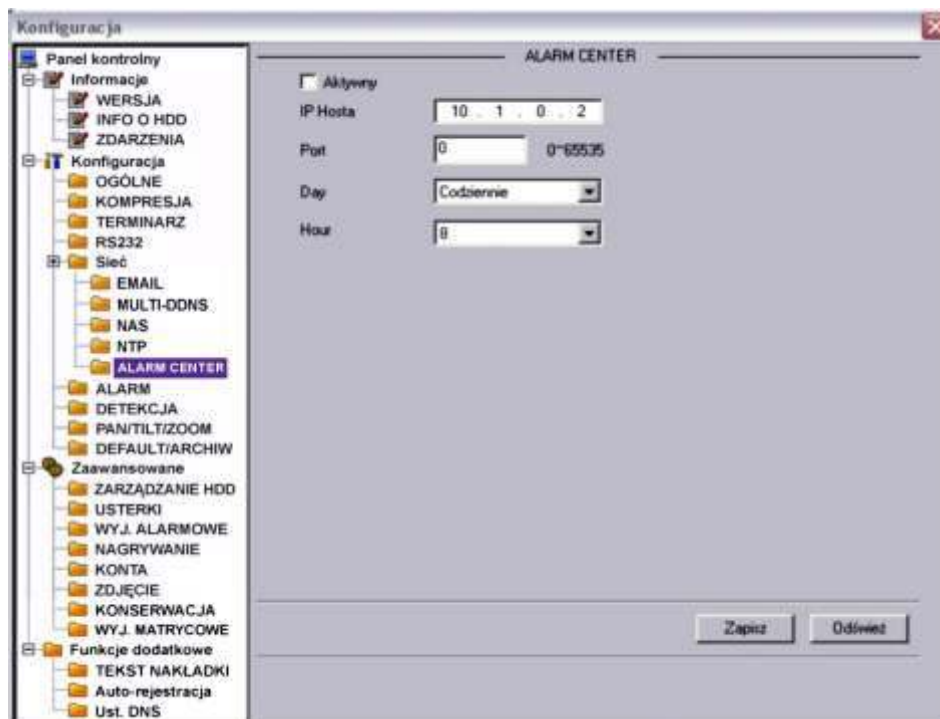 Konfiguracja
Panel kontrolny
Informacje
WERSJA
INFO O HDD
ZDARZENIA
Konfiguracja
OGÓLNE
KOMPRESJA
TERMINARZ
RS232
Sieć
EMAIL
MULTI-DDNS
NAS
NTP
ALARM CENTER
ALARM
DETEKCJA
PAN/TILT/ZOOM
DEFAULT/ARCHIW
Zaawansowane
ZARZĄDZANIE HDD
USTERKI
WYJ. ALARMOWE
NAGRYWANIE
KONTA
ZDJĘCIE
KONSERWACJA
WYJ. MATRYCOWE
Funkcje dodatkowe
TEKST NAKŁADKI
Auto-rejestracja
Ust. DNS
ALARM CENTER
Aktywny
IP Hosta 10 . 1 . 0 . 2
Port 0 0~65535
Day Codziennie
Hour 8
Zapisz Odśwież